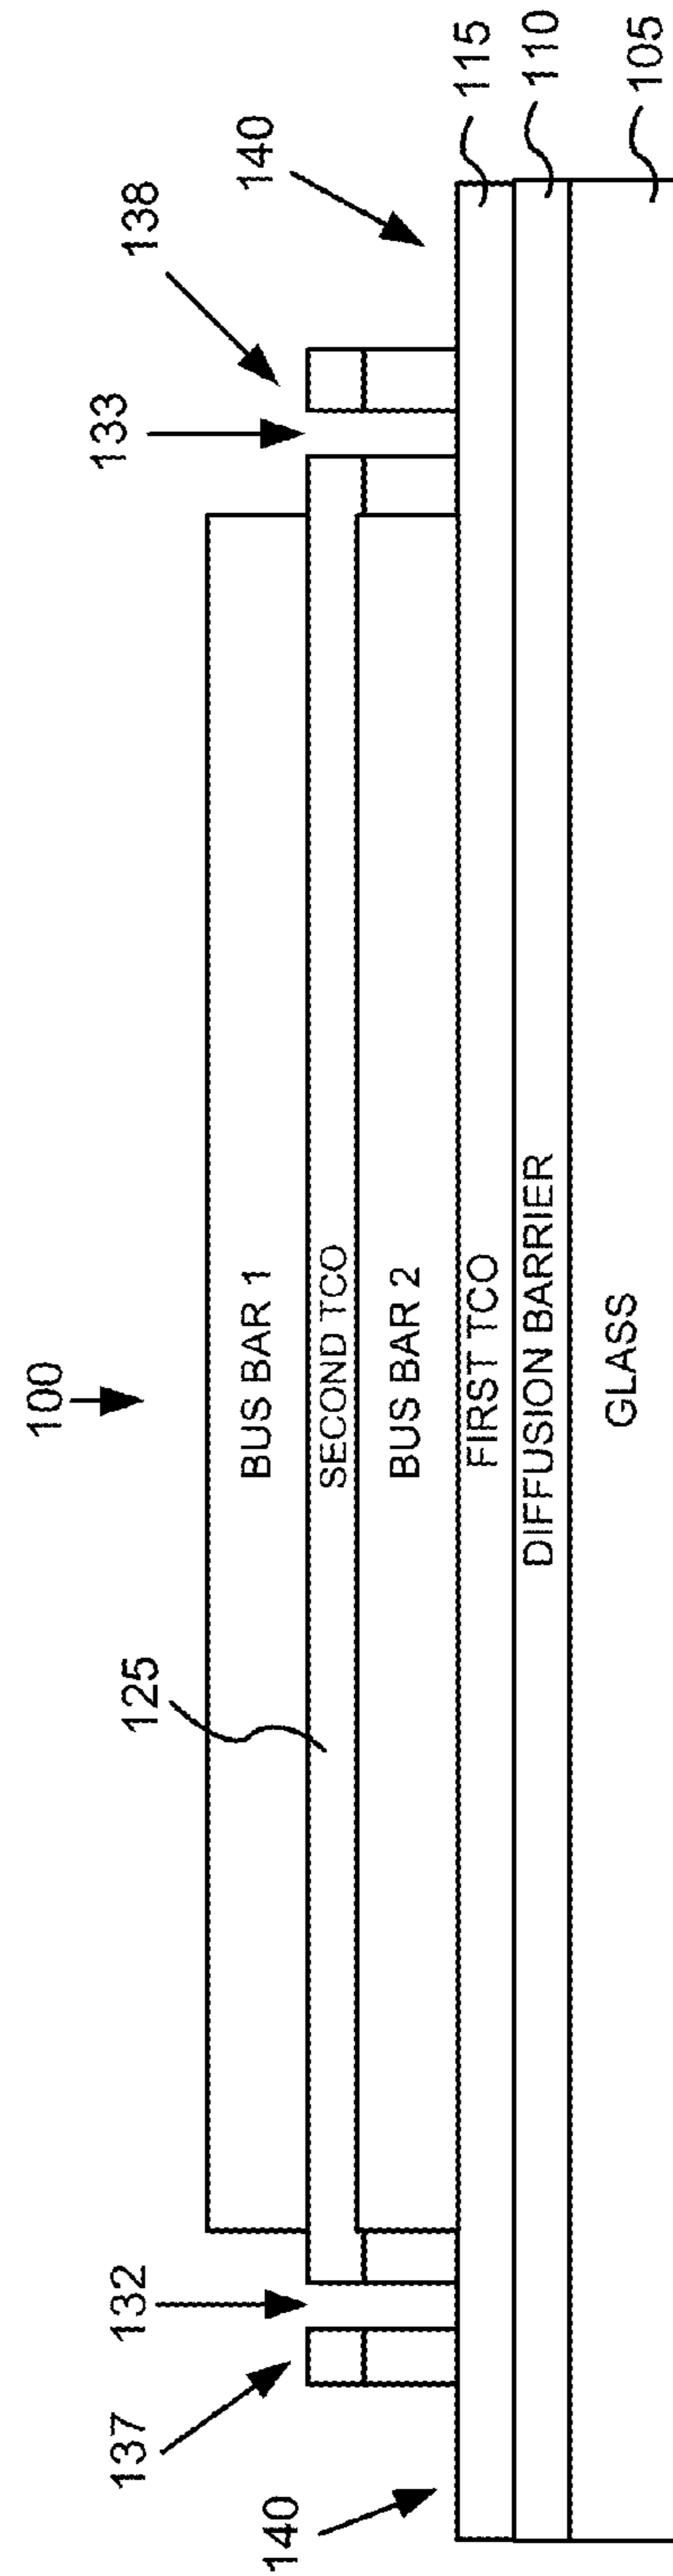 100
140
137
132
125
133
138
140
BUS BAR 1
SECOND TCO
BUS BAR 2
FIRST TCO
DIFFUSION BARRIER
GLASS
115
110
105